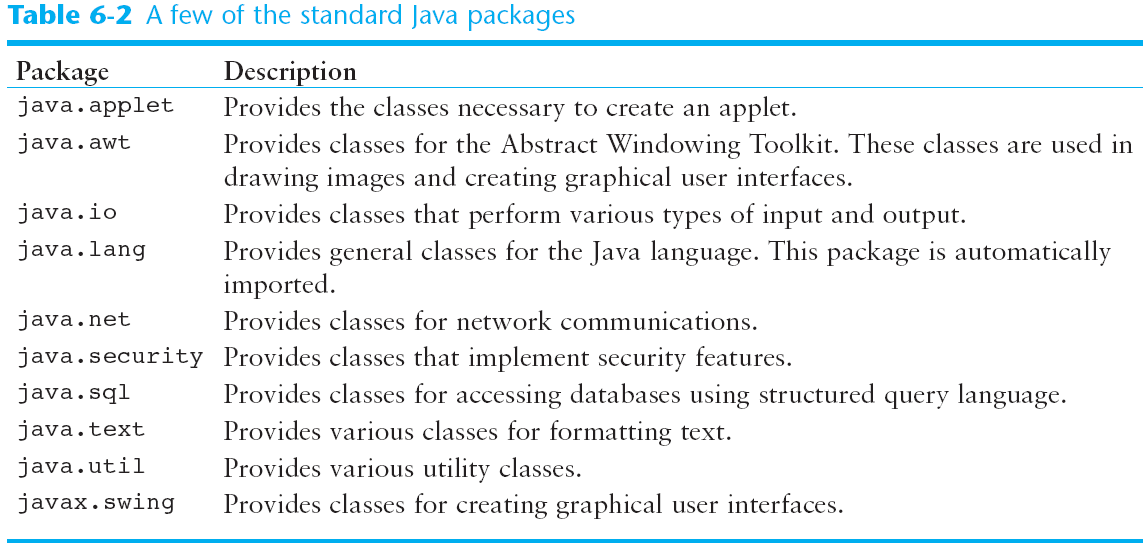 Table 6-2 A few of the standard Java packages
Package Description
java.applet Provides the classes necessary to create an applet.
java.awt Provides classes for the Abstract Windowing Toolkit. These classes are used in
drawing images and creating graphical user interfaces.
java.io Provides classes that perform various types of input and output.
java.lang Provides general classes for the Java language. This package is automatically
imported.
java.net Provides classes for network communications.
java.security Provides classes that implement security features.
java.sql Provides classes for accessing databases using structured query language.
java.text Provides various classes for formatting text.
java.util Provides various utility classes.
javax.swing Provides classes for creating graphical user interfaces.